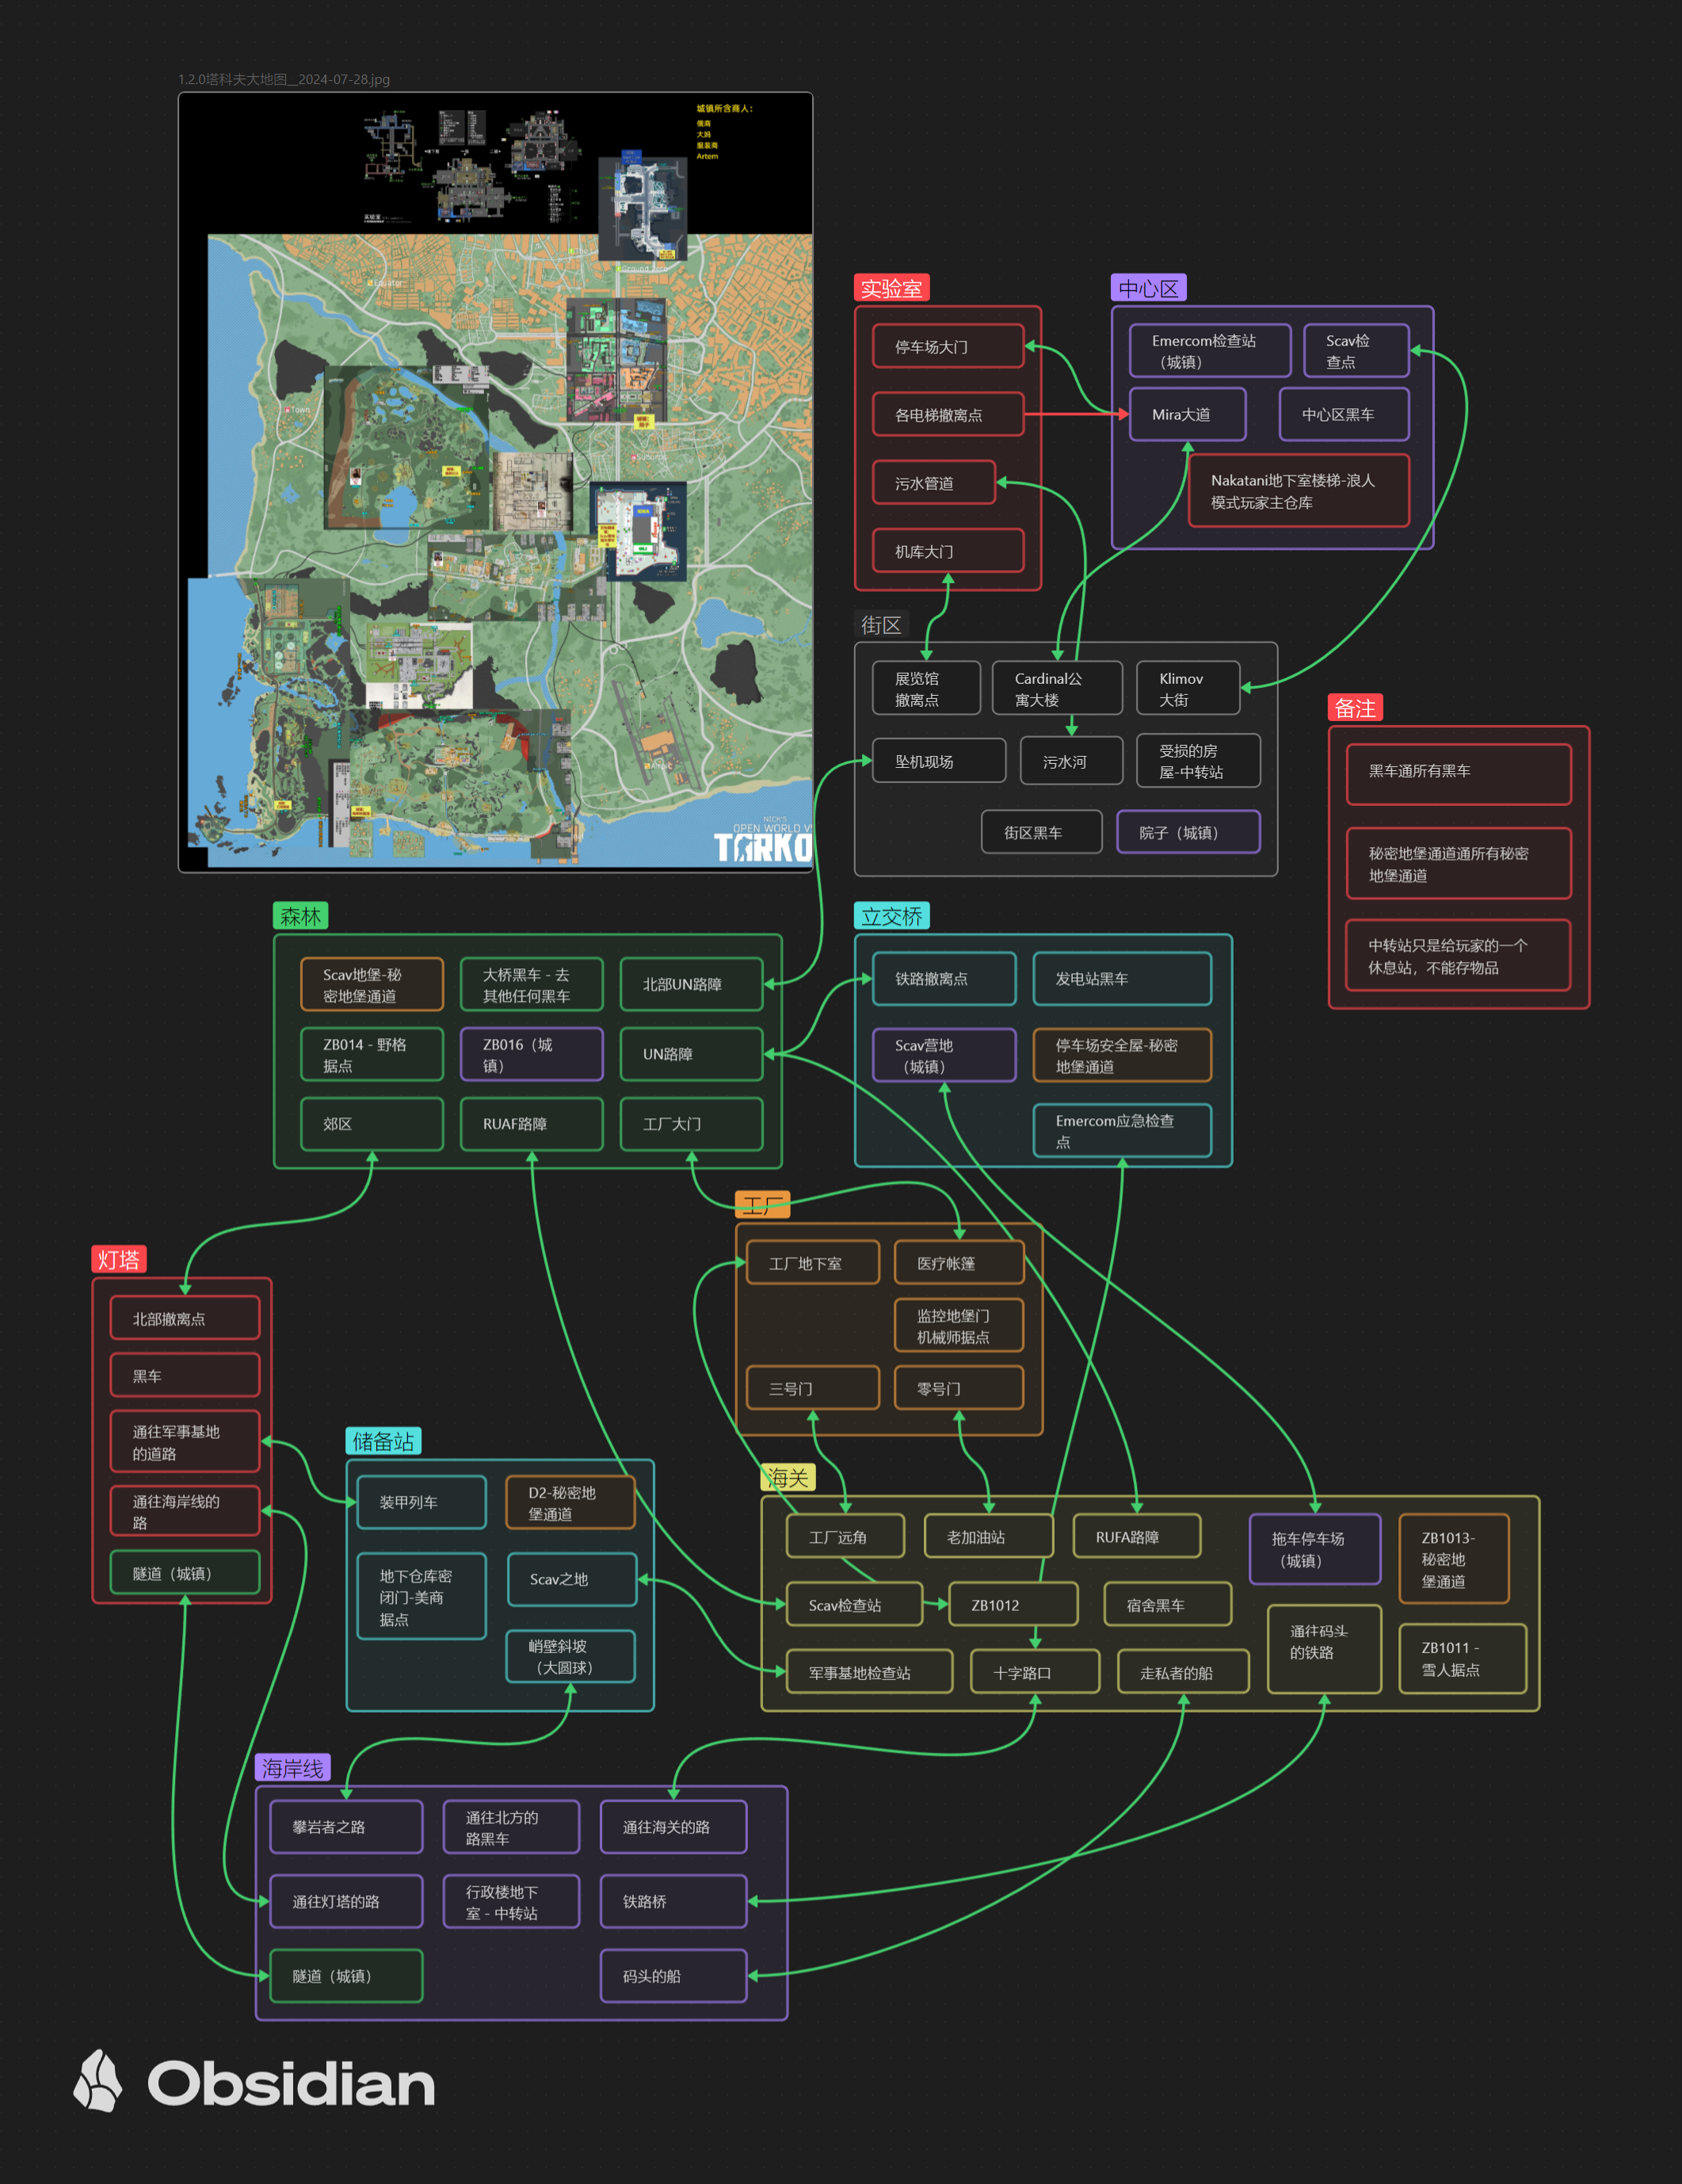 1.2.0塔科夫大地图__2024-07-28.jpg
城镇所含商人：
俄商
大妈
服装商
Artem
实验室
Town
Airport
NICK'S
OPEN WORLD V
TARKO
实验室
停车场大门
各电梯撤离点
污水管道
机库大门
中心区
Emercom检查站
（城镇）
Scav检
查点
Mira大道
中心区黑车
Nakatani地下室楼梯-浪人
模式玩家主仓库
街区
展览馆
撤离点
Cardinal公
寓大楼
Klimov
大街
坠机现场
污水河
受损的房
屋-中转站
街区黑车
院子（城镇）
备注
黑车通所有黑车
秘密地堡通道通所有秘密
地堡通道
中转站只是给玩家的一个
休息站，不能存物品
森林
Scav地堡-秘
密地堡通道
大桥黑车 - 去
其他任何黑车
北部UN路障
ZB014 - 野格
据点
ZB016（城
镇）
UN路障
郊区
RUAF路障
工厂大门
立交桥
铁路撤离点
发电站黑车
Scav营地
（城镇）
停车场安全屋-秘密
地堡通道
Emercom应急检查
点
工厂
工厂地下室
医疗帐篷
监控地堡门
机械师据点
三号门
零号门
灯塔
北部撤离点
黑车
通往军事基地
的道路
通往海岸线的
路
隧道（城镇）
储备站
装甲列车
D2-秘密地
堡通道
地下仓库密
闭门-美商
据点
Scav之地
峭壁斜坡
（大圆球）
海关
工厂远角
老加油站
RUFA路障
拖车停车场
（城镇）
ZB1013-
秘密地
堡通道
Scav检查站
ZB1012
宿舍黑车
通往码头
的铁路
ZB1011 -
雪人据点
军事基地检查站
十字路口
走私者的船
海岸线
攀岩者之路
通往北方的
路黑车
通往海关的路
通往灯塔的路
行政楼地下
室 - 中转站
铁路桥
隧道（城镇）
码头的船
Obsidian